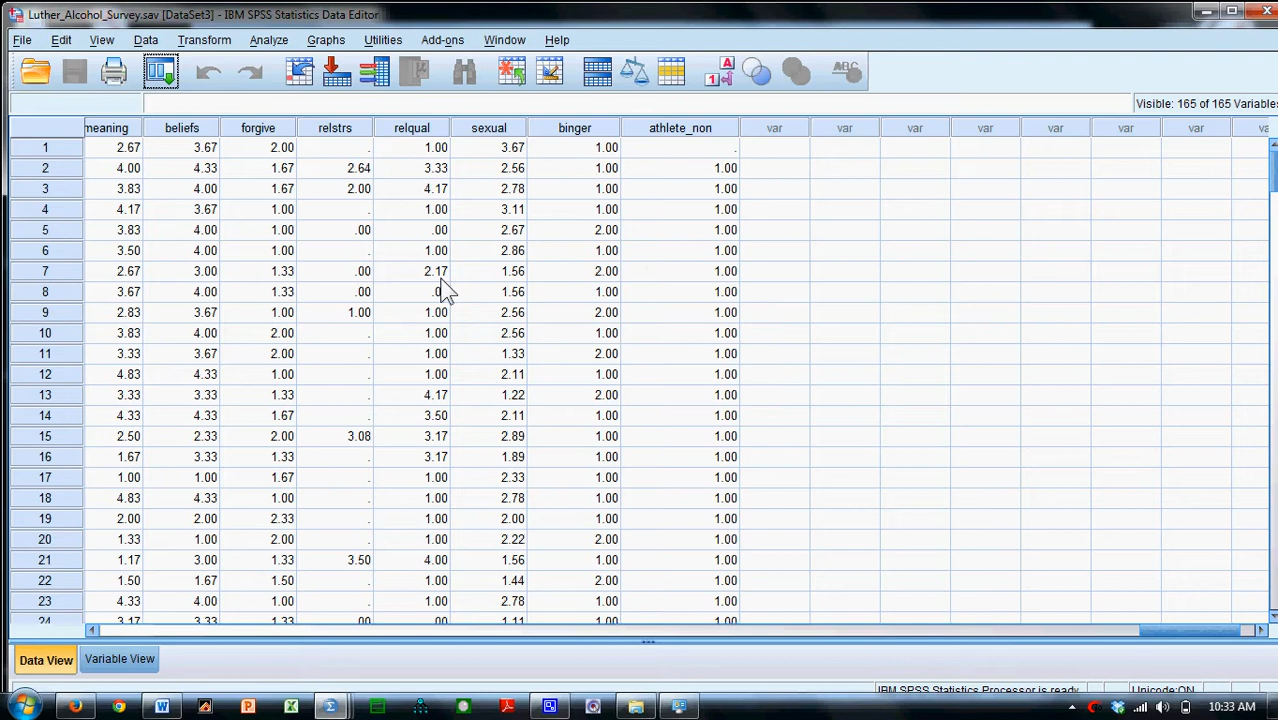 Luther_Alcohol_Survey.sav [DataSet3] - IBM SPSS Statistics Data Editor
File Edit View Data Transform Analyze Graphs Utilities Add-ons Window Help
Visible: 165 of 165 Variable
meaning beliefs forgive relstrs relqual sexual binger athlete_non var var var var var var var va
1 2.67 3.67 2.00 . 1.00 3.67 1.00 .
2 4.00 4.33 1.67 2.64 3.33 2.56 1.00 1.00
3 3.83 4.00 1.67 2.00 4.17 2.78 1.00 1.00
4 4.17 3.67 1.00 . 1.00 3.11 1.00 1.00
5 3.83 4.00 1.00 .00 .00 2.67 2.00 1.00
6 3.50 4.00 1.00 . 1.00 2.86 1.00 1.00
7 2.67 3.00 1.33 .00 2.17 1.56 2.00 1.00
8 3.67 4.00 1.33 .00 .0 1.56 1.00 1.00
9 2.83 3.67 1.00 1.00 1.00 2.56 2.00 1.00
10 3.83 4.00 2.00 . 1.00 2.56 1.00 1.00
11 3.33 3.67 2.00 . 1.00 1.33 2.00 1.00
12 4.83 4.33 1.00 . 1.00 2.11 1.00 1.00
13 3.33 3.33 1.33 . 4.17 1.22 2.00 1.00
14 4.33 4.33 1.67 . 3.50 2.11 1.00 1.00
15 2.50 2.33 2.00 3.08 3.17 2.89 1.00 1.00
16 1.67 3.33 1.33 . 3.17 1.89 1.00 1.00
17 1.00 1.00 1.67 . 1.00 2.33 1.00 1.00
18 4.83 4.33 1.00 . 1.00 2.78 1.00 1.00
19 2.00 2.00 2.33 . 1.00 2.00 1.00 1.00
20 1.33 1.00 2.00 . 1.00 2.22 2.00 1.00
21 1.17 3.00 1.33 3.50 4.00 1.56 1.00 1.00
22 1.50 1.67 1.50 . 1.00 1.44 2.00 1.00
23 4.33 4.00 1.00 . 1.00 2.78 1.00 1.00
24 3.17 3.33 1.33 .00 .00 1.11 1.00 1.00
Data View Variable View
IBM SPSS Statistics Processor is ready Unicode:ON
10:33 AM